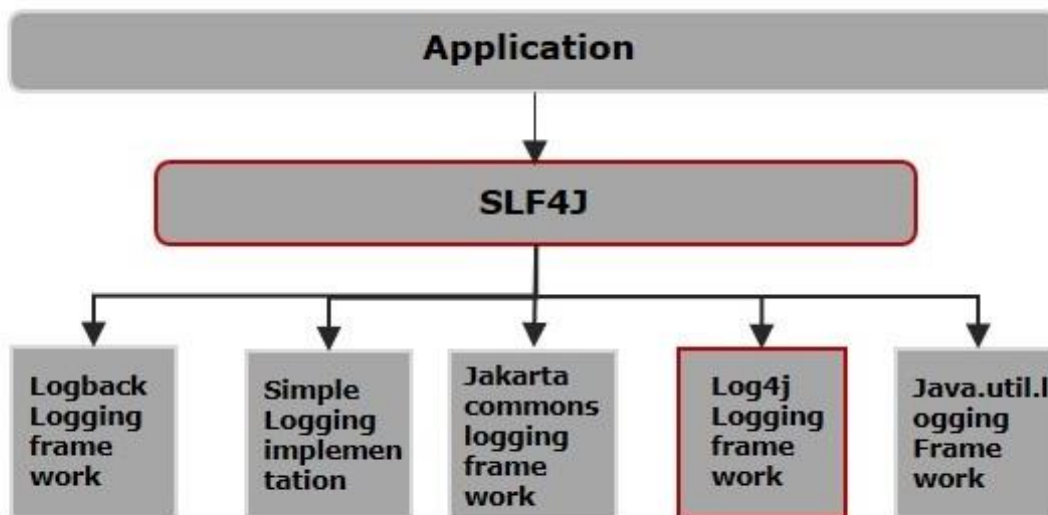 Application
SLF4J
Logback
Logging
frame
work
Simple
Logging
implemen
tation
Jakarta
commons
logging
frame
work
Log4j
Logging
frame
work
Java.util.l
ogging
Frame
work